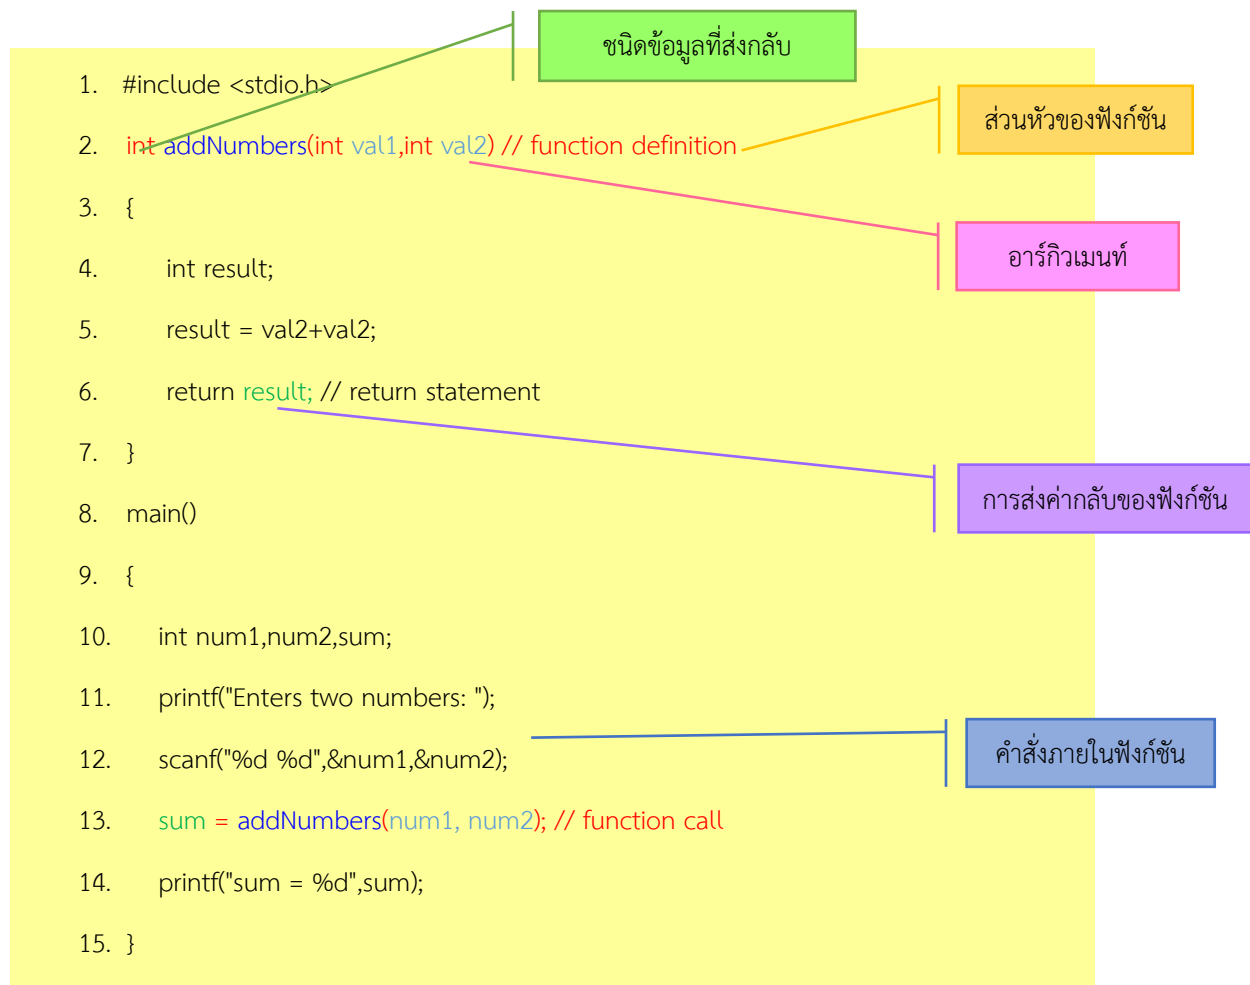 ชนิดข้อมูลที่ส่งกลับ
1. #include <stdio.h>
ส่วนหัวของฟังก์ชัน
2. int addNumbers(int val1,int val2) // function definition
3. {
อาร์กิวเมนท์
4. int result;
5. result = val2+val2;
6. return result; // return statement
7. }
การส่งค่ากลับของฟังก์ชัน
8. main()
9. {
10. int num1,num2,sum;
11. printf("Enters two numbers: ");
คำสั่งภายในฟังก์ชัน
12. scanf("%d %d",&num1,&num2);
13. sum = addNumbers(num1, num2); // function call
14. printf("sum = %d",sum);
15. }